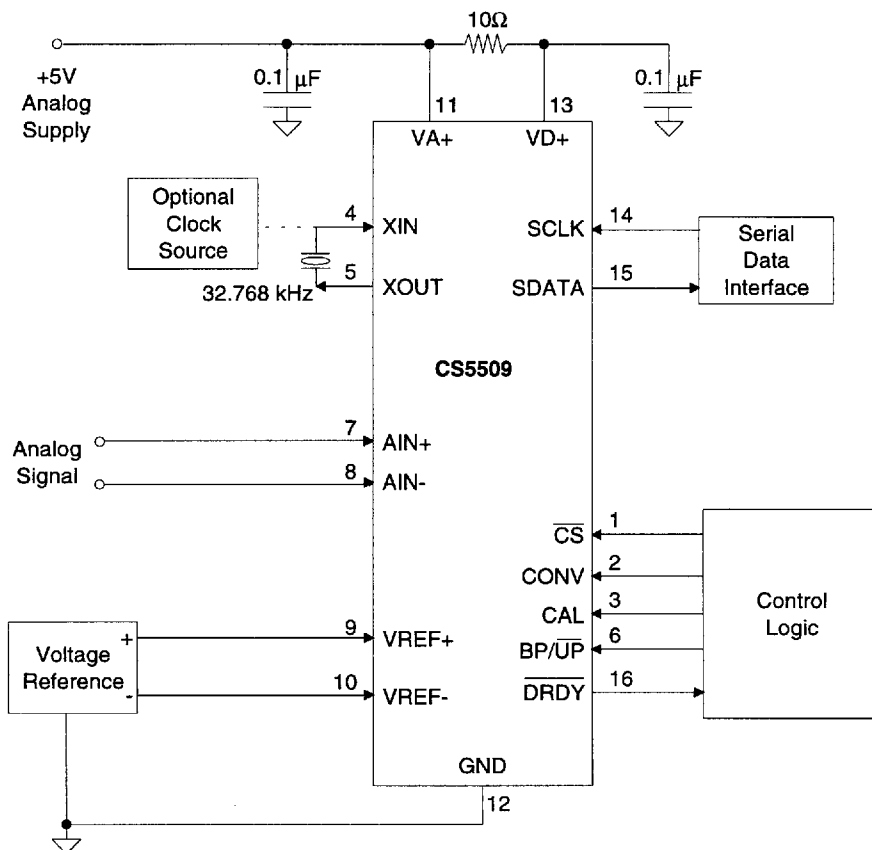 10Ω
+5V
Analog
Supply
0.1 μF
0.1 μF
11
13
VA+
VD+
Optional
Clock
Source
4
XIN
5
XOUT
32.768 kHz
SCLK
14
SDATA
15
Serial
Data
Interface
CS5509
Analog
Signal
7
AIN+
8
AIN-
CS
1
CONV
2
CAL
3
BP/UP
6
DRDY
16
Control
Logic
Voltage
Reference
+
-
9
VREF+
10
VREF-
GND
12